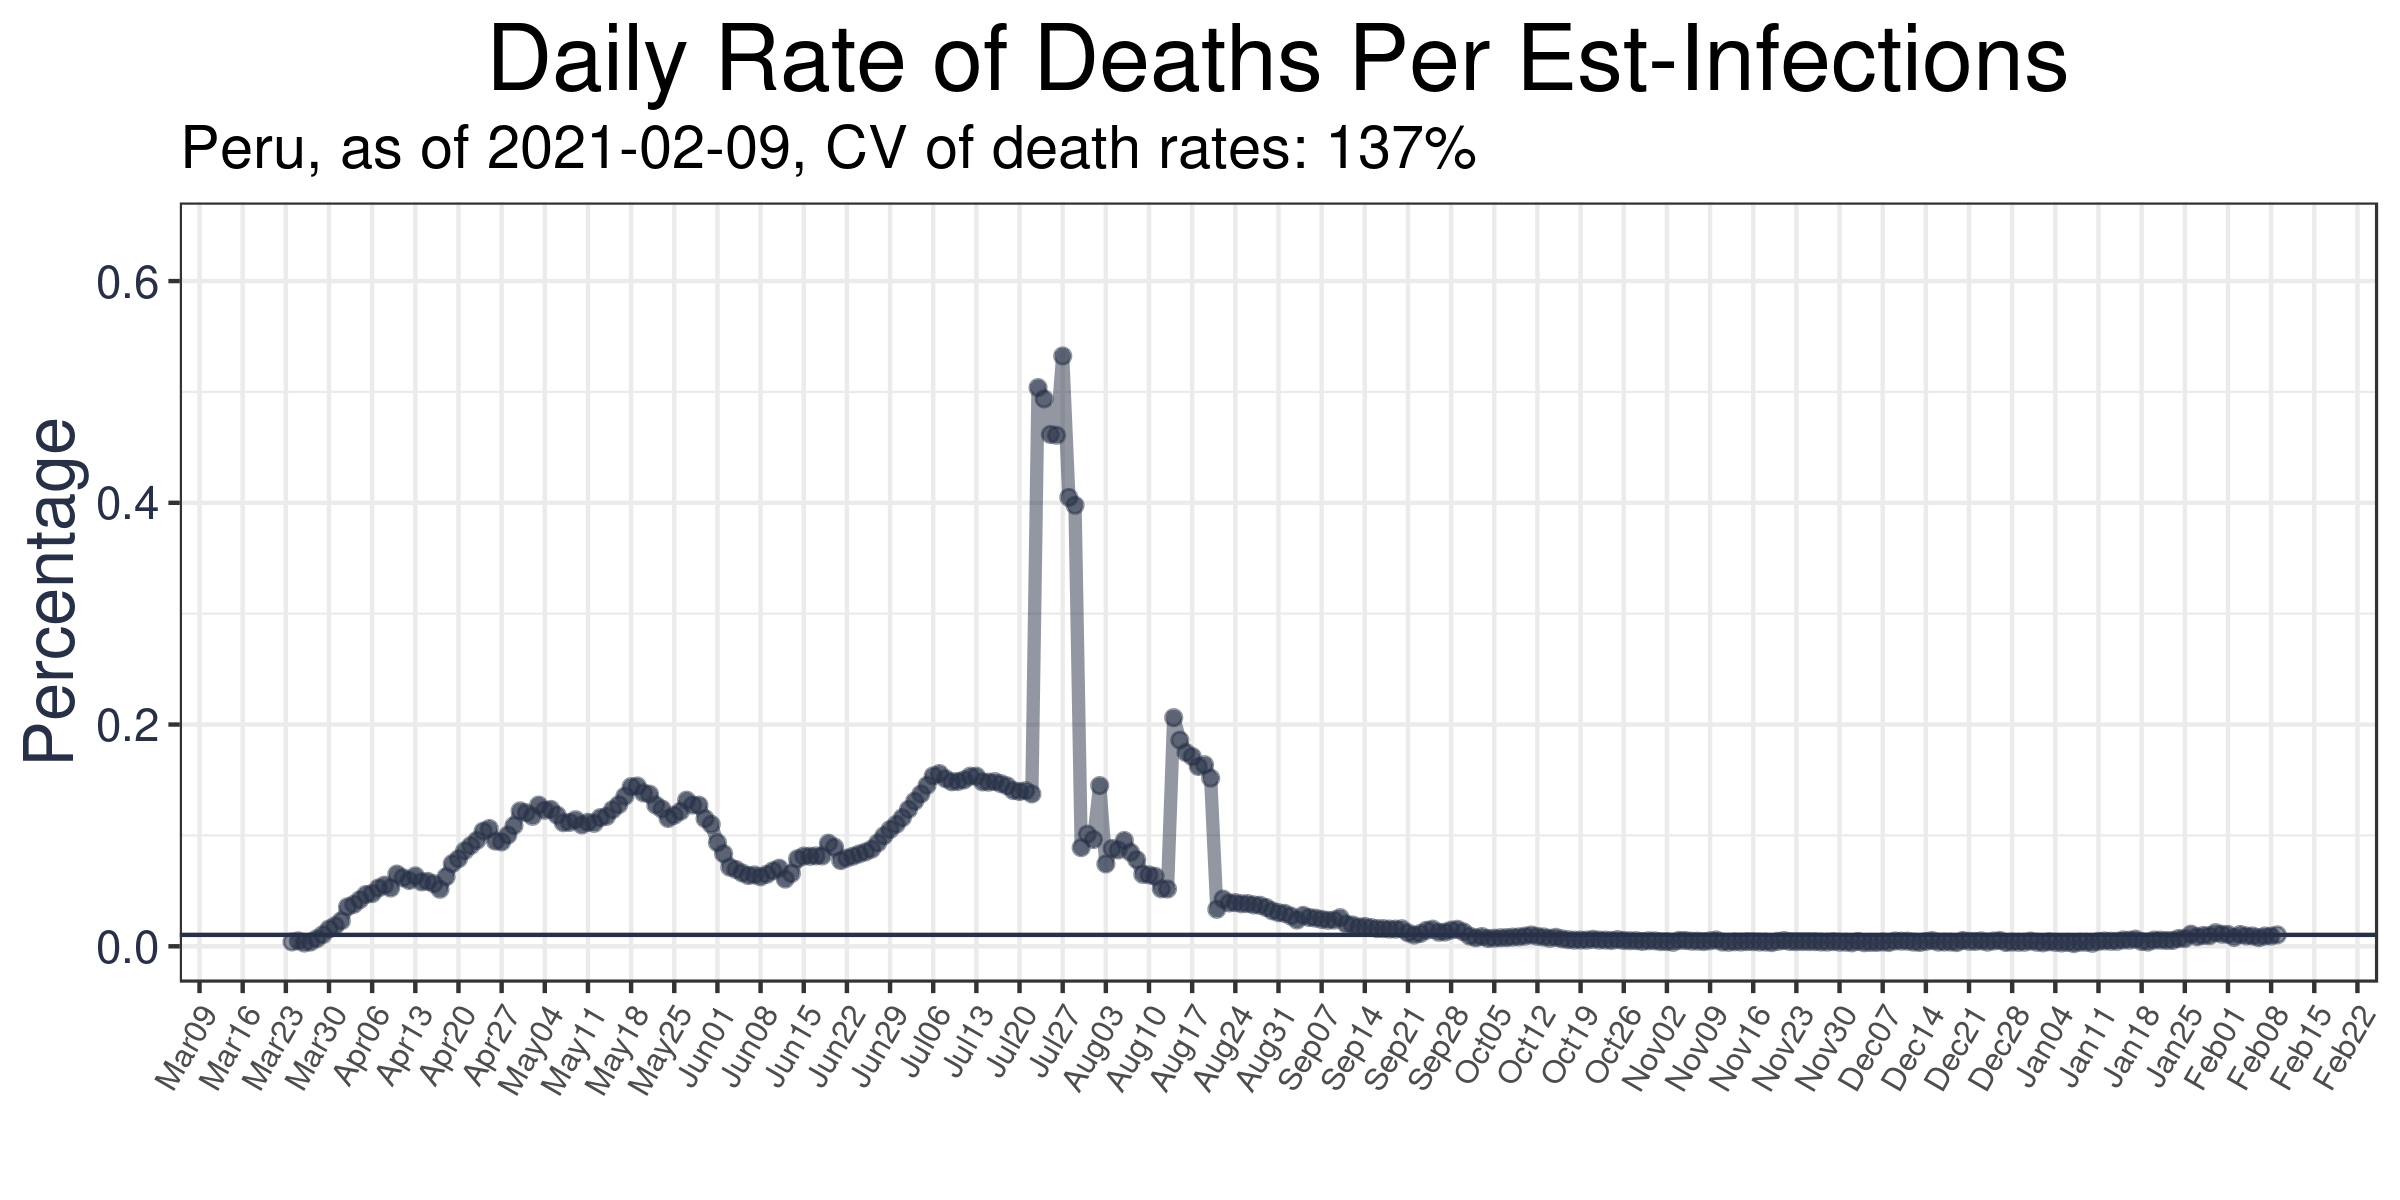 Daily Rate of Deaths Per Est-Infections
Peru, as of 2021-02-09, CV of death rates: 137%
Percentage
0.6
0.4
0.2
0.0
Mar09
Mar16
Mar23
Mar30
Apr06
Apr13
Apr20
Apr27
May04
May11
May18
May25
Jun01
Jun08
Jun15
Jun22
Jun29
Jul06
Jul13
Jul20
Jul27
Aug03
Aug10
Aug17
Aug24
Aug31
Sep07
Sep14
Sep21
Sep28
Oct05
Oct12
Oct19
Oct26
Nov02
Nov09
Nov16
Nov23
Nov30
Dec07
Dec14
Dec21
Dec28
Jan04
Jan11
Jan18
Jan25
Feb01
Feb08
Feb15
Feb22